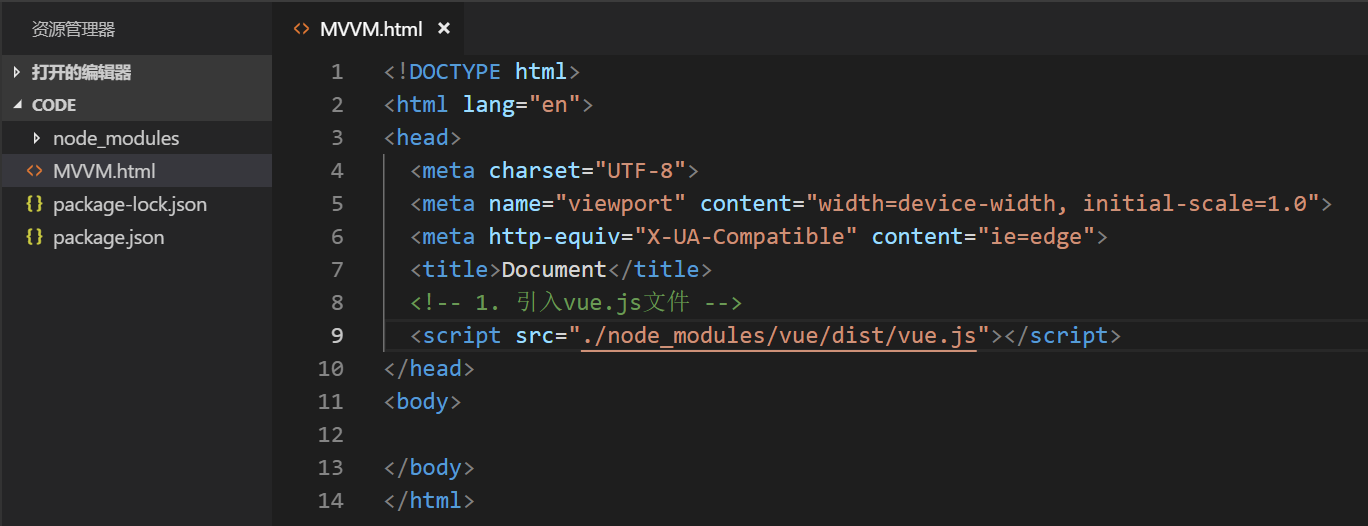 资源管理器
打开的编辑器
CODE
node_modules
MVVM.html
package-lock.json
package.json
MVVM.html ×
1 <!DOCTYPE html>
2 <html lang="en">
3 <head>
4 <meta charset="UTF-8">
5 <meta name="viewport" content="width=device-width, initial-scale=1.0">
6 <meta http-equiv="X-UA-Compatible" content="ie=edge">
7 <title>Document</title>
8 <!-- 1. 引入vue.js文件 -->
9 <script src="./node_modules/vue/dist/vue.js"></script>
10 </head>
11 <body>
12
13 </body>
14 </html>